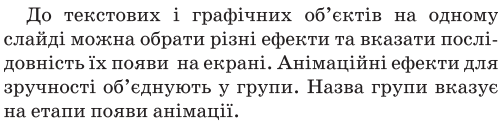 До текстових і графічних об’єктів на одному
слайді можна обрати різні ефекти та вказати послі-
довність їх появи на екрані. Анімаційні ефекти для
зручності об’єднують у групи. Назва групи вказує
на етапи появи анімації.